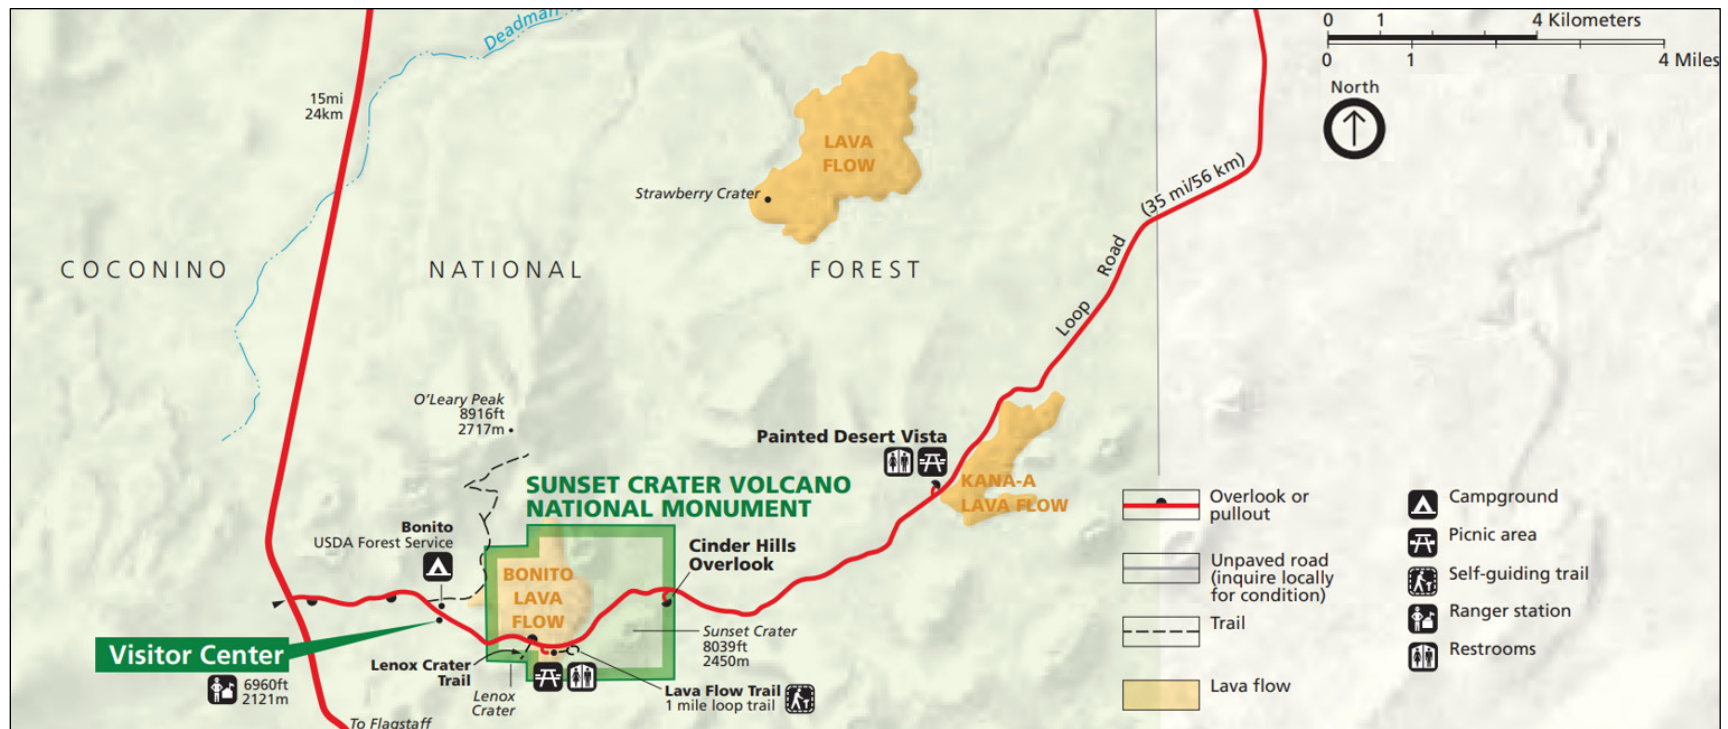 Deadman
0 1 4 Kilometers
0 1 4 Miles
North
15mi
24km
LAVA
FLOW
Strawberry Crater
(35 mi/56 km)
Loop Road
COCONINO NATIONAL FOREST
O'Leary Peak
8916ft
2717m
Painted Desert Vista
KANA-A
LAVA FLOW
SUNSET CRATER VOLCANO
NATIONAL MONUMENT
Bonito
USDA Forest Service
Cinder Hills
Overlook
BONITO
LAVA
FLOW
Visitor Center
6960ft
2121m
Lenox Crater
Trail
Lenox
Crater
Sunset Crater
8039ft
2450m
Lava Flow Trail
1 mile loop trail
To Flagstaff
Overlook or
pullout
Unpaved road
(inquire locally
for condition)
Trail
Lava flow
Campground
Picnic area
Self-guiding trail
Ranger station
Restrooms